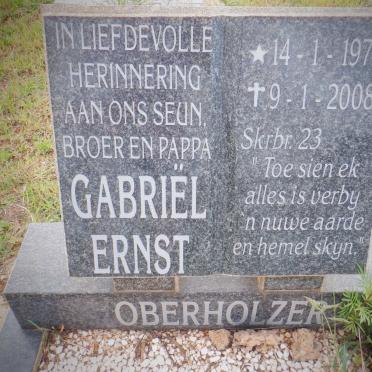 IN LIEFDEVOLLE
HERINNERING
AAN ONS SEUN,
BROER EN PAPPA
GABRIËL
ERNST
★ 14 - 1 - 197
✝ 9 - 1 - 2008
Skrbr. 23
" Toe sien ek
alles is verby
'n nuwe aarde
en hemel skyn."
OBERHOLZER